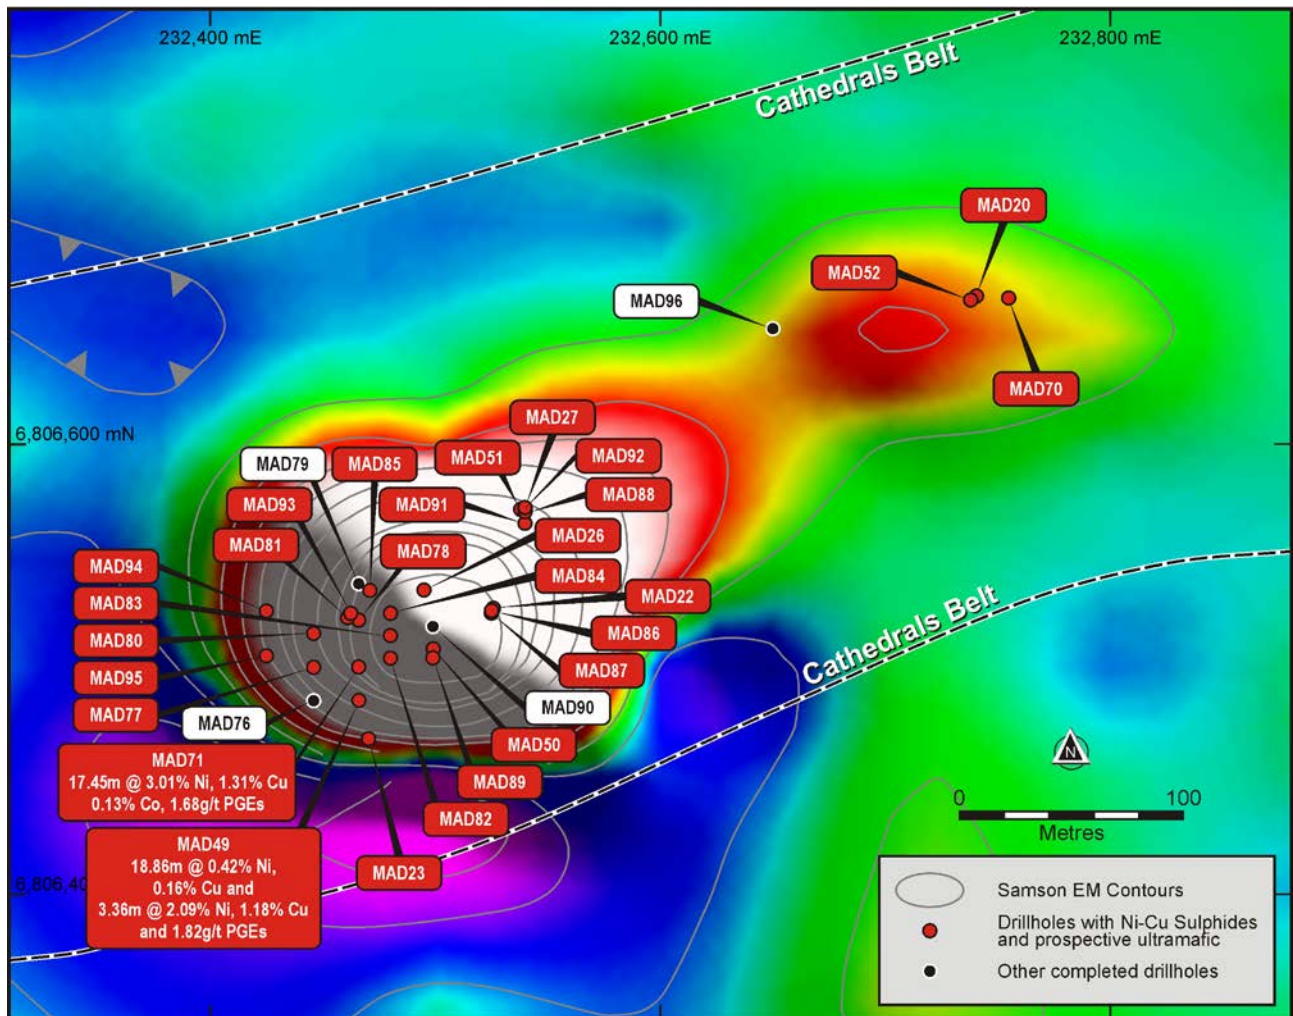 232,400 mE
232,600 mE
232,800 mE
Cathedrals Belt
MAD20
MAD52
MAD96
MAD70
6,806,600 mN
MAD27
MAD79
MAD85
MAD51
MAD92
MAD93
MAD91
MAD88
MAD81
MAD78
MAD26
MAD94
MAD84
MAD83
MAD22
MAD80
MAD86
Cathedrals Belt
MAD95
MAD87
MAD77
MAD76
MAD90
MAD50
N
MAD71
17.45m @ 3.01% Ni, 1.31% Cu
0.13% Co, 1.68g/t PGEs
MAD89
0
100
Metres
MAD82
MAD49
18.86m @ 0.42% Ni,
0.16% Cu and
3.36m @ 2.09% Ni, 1.18% Cu
and 1.82g/t PGEs
MAD23
6,806,40
Samson EM Contours
Drillholes with Ni-Cu Sulphides
and prospective ultramafic
Other completed drillholes